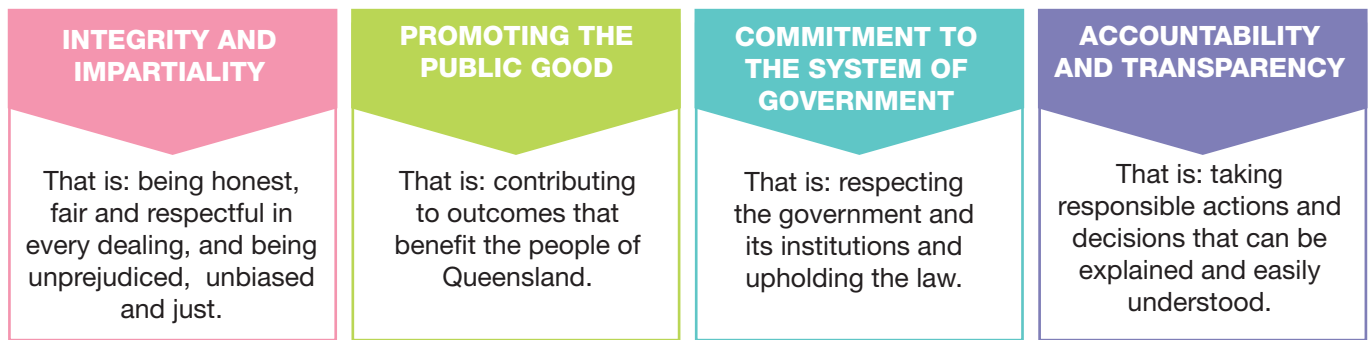 INTEGRITY AND
IMPARTIALITY
That is: being honest,
fair and respectful in
every dealing, and being
unprejudiced, unbiased
and just.
PROMOTING THE
PUBLIC GOOD
That is: contributing
to outcomes that
benefit the people of
Queensland.
COMMITMENT TO
THE SYSTEM OF
GOVERNMENT
That is: respecting
the government and
its institutions and
upholding the law.
ACCOUNTABILITY
AND TRANSPARENCY
That is: taking
responsible actions and
decisions that can be
explained and easily
understood.